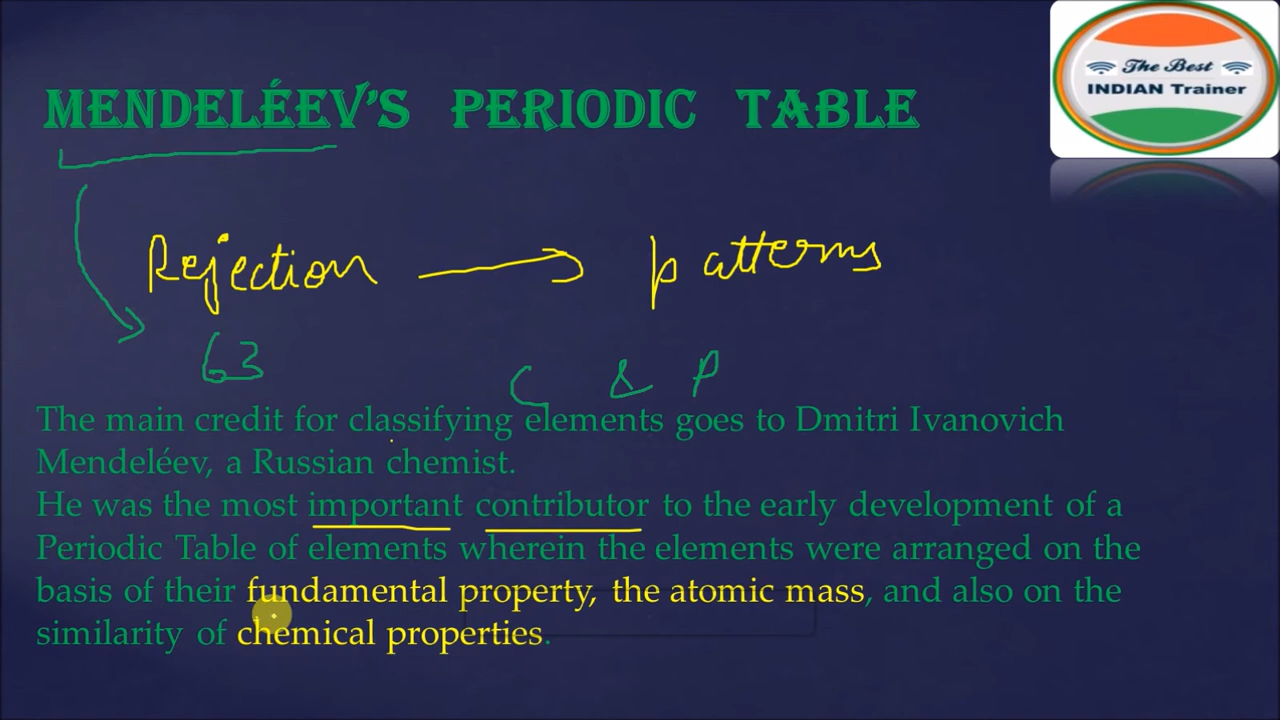 The Best
INDIAN Trainer
MENDELÉEV'S PERIODIC TABLE
Rejection → patterns
63
C & P
The main credit for classifying elements goes to Dmitri Ivanovich
Mendeléev, a Russian chemist.
He was the most important contributor to the early development of a
Periodic Table of elements wherein the elements were arranged on the
basis of their fundamental property, the atomic mass, and also on the
similarity of chemical properties.